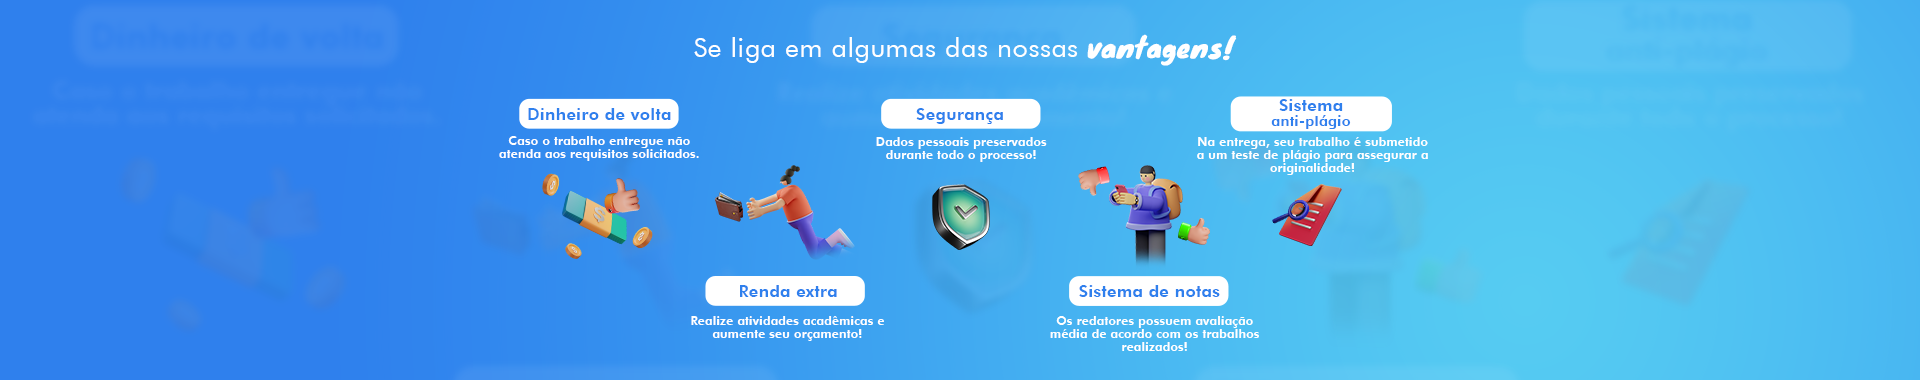 Se liga em algumas das nossas vantagens!
Dinheiro de volta
Caso o trabalho entregue não
atenda aos requisitos solicitados.
Segurança
Dados pessoais preservados
durante todo o processo!
Sistema
anti-plágio
Na entrega, seu trabalho é submetido
a um teste de plágio para assegurar a
originalidade!
Renda extra
Realize atividades acadêmicas e
aumente seu orçamento!
Sistema de notas
Os redatores possuem avaliação
média de acordo com os trabalhos
realizados!